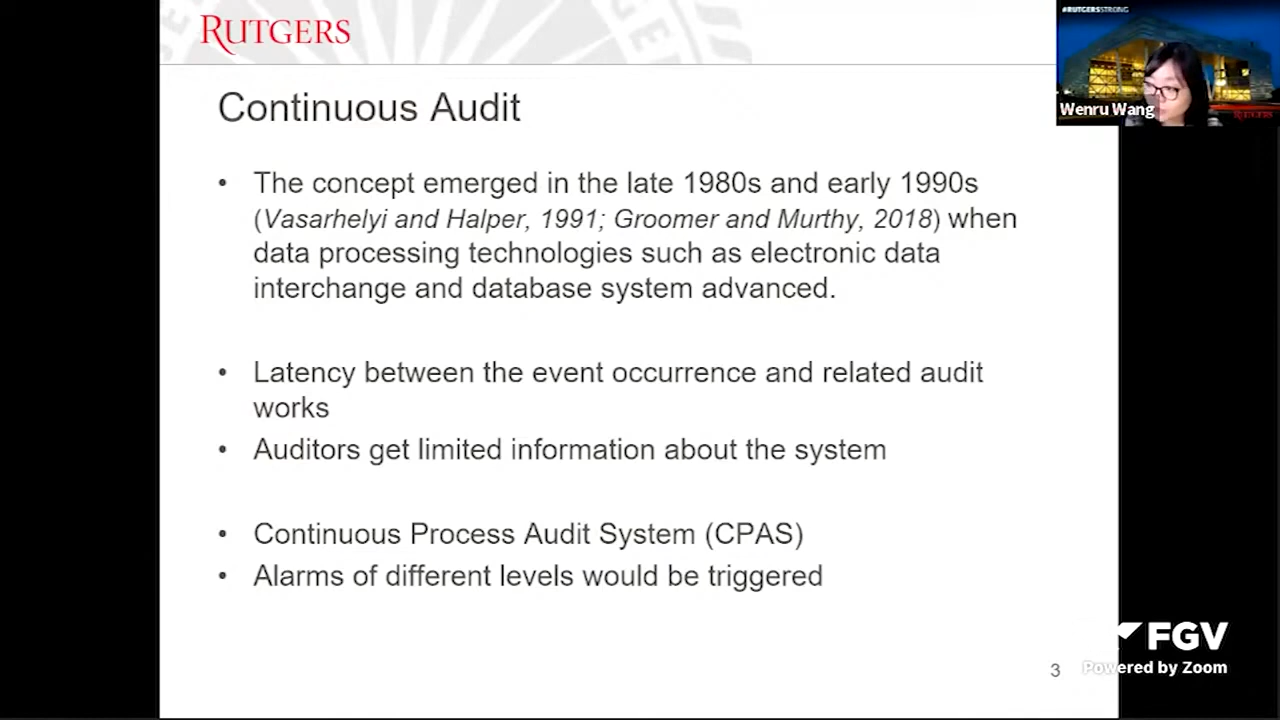 RUTGERS
#RUTGERSSTRONG
Wenru Wang
Continuous Audit
• The concept emerged in the late 1980s and early 1990s
(Vasarhelyi and Halper, 1991; Groomer and Murthy, 2018) when
data processing technologies such as electronic data
interchange and database system advanced.
• Latency between the event occurrence and related audit
works
• Auditors get limited information about the system
• Continuous Process Audit System (CPAS)
• Alarms of different levels would be triggered
FGV
3
Powered by Zoom